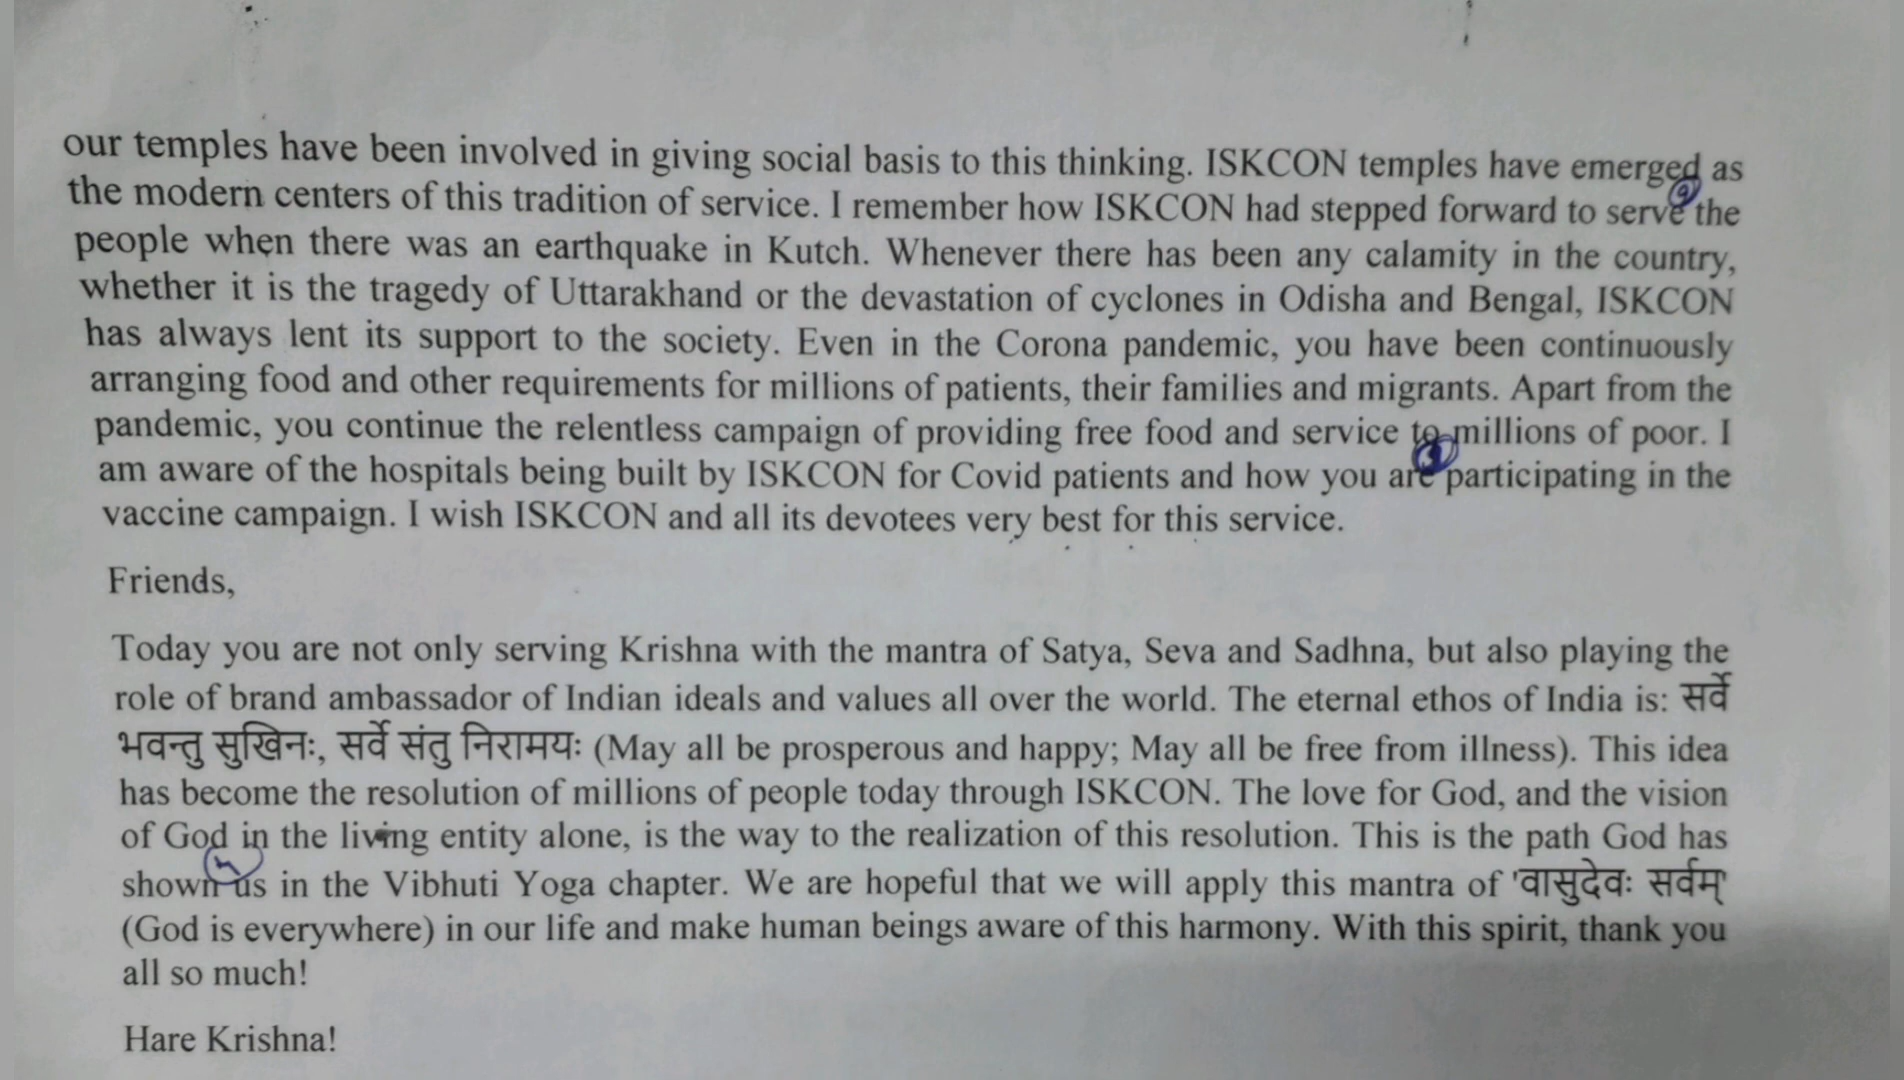 our temples have been involved in giving social basis to this thinking. ISKCON temples have emerged as
the modern centers of this tradition of service. I remember how ISKCON had stepped forward to serve the
people when there was an earthquake in Kutch. Whenever there has been any calamity in the country,
whether it is the tragedy of Uttarakhand or the devastation of cyclones in Odisha and Bengal, ISKCON
has always lent its support to the society. Even in the Corona pandemic, you have been continuously
arranging food and other requirements for millions of patients, their families and migrants. Apart from the
pandemic, you continue the relentless campaign of providing free food and service to millions of poor. I
am aware of the hospitals being built by ISKCON for Covid patients and how you are participating in the
vaccine campaign. I wish ISKCON and all its devotees very best for this service.
Friends,
Today you are not only serving Krishna with the mantra of Satya, Seva and Sadhna, but also playing the
role of brand ambassador of Indian ideals and values all over the world. The eternal ethos of India is: सर्वे
भवन्तु सुखिनः, सर्वे संतु निरामयः (May all be prosperous and happy; May all be free from illness). This idea
has become the resolution of millions of people today through ISKCON. The love for God, and the vision
of God in the living entity alone, is the way to the realization of this resolution. This is the path God has
shown us in the Vibhuti Yoga chapter. We are hopeful that we will apply this mantra of 'वासुदेवः सर्वम्'
(God is everywhere) in our life and make human beings aware of this harmony. With this spirit, thank you
all so much!
Hare Krishna!